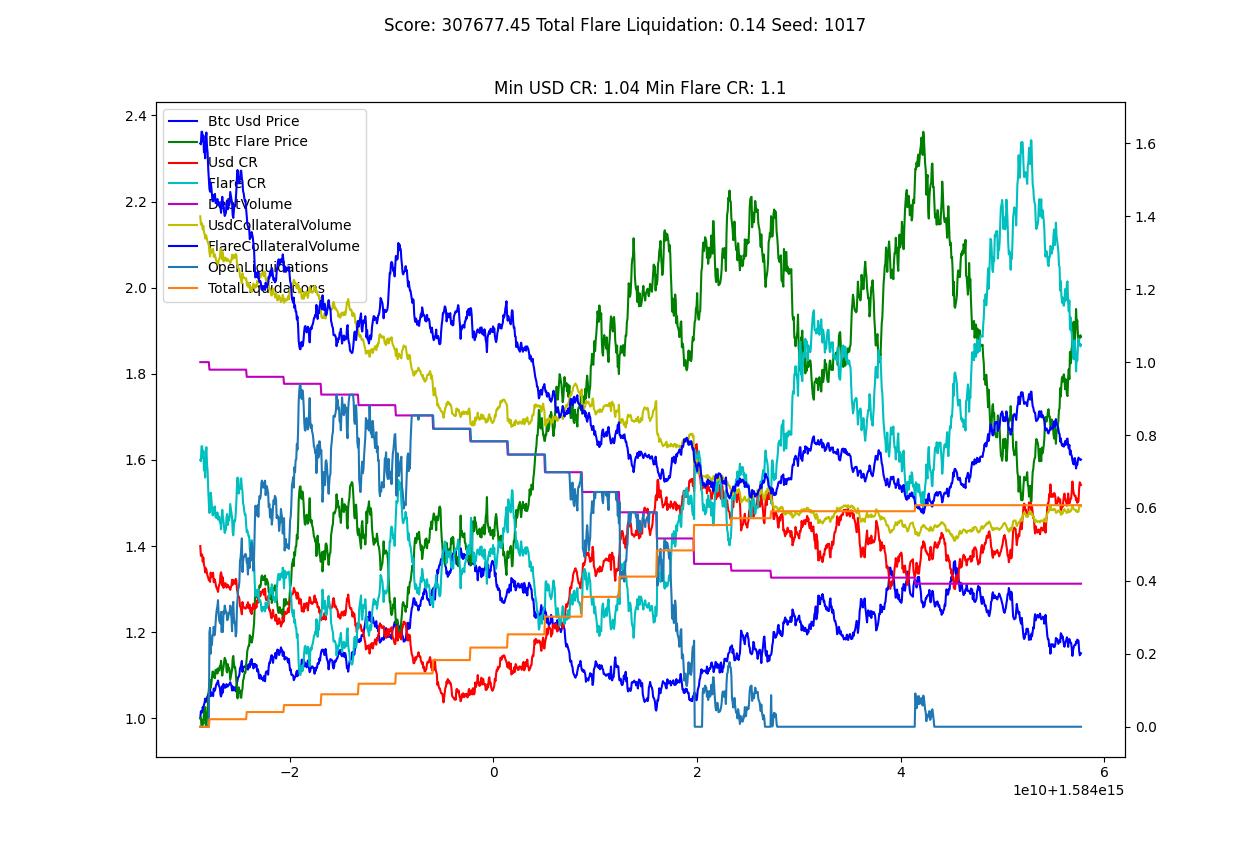 Score: 307677.45 Total Flare Liquidation: 0.14 Seed: 1017
Min USD CR: 1.04 Min Flare CR: 1.1
Btc Usd Price
Btc Flare Price
Usd CR
Flare CR
DebtVolume
UsdCollateralVolume
FlareCollateralVolume
OpenLiquidations
TotalLiquidations
2.4
2.2
2.0
1.8
1.6
1.4
1.2
1.0
1.6
1.4
1.2
1.0
0.8
0.6
0.4
0.2
0.0
−2 0 2 4 6
1e10+1.584e15